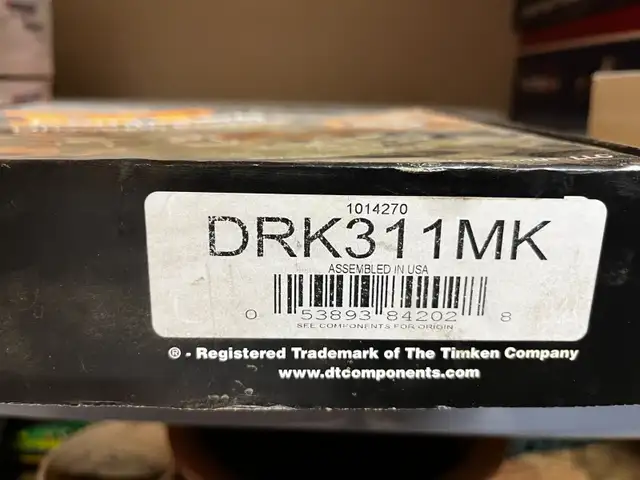 LLC
1014270
DRK311MK
ASSEMBLED IN USA
0 53893 84202 8
SEE COMPONENTS FOR ORIGIN
® - Registered Trademark of The Timken Company
www.dtcomponents.com